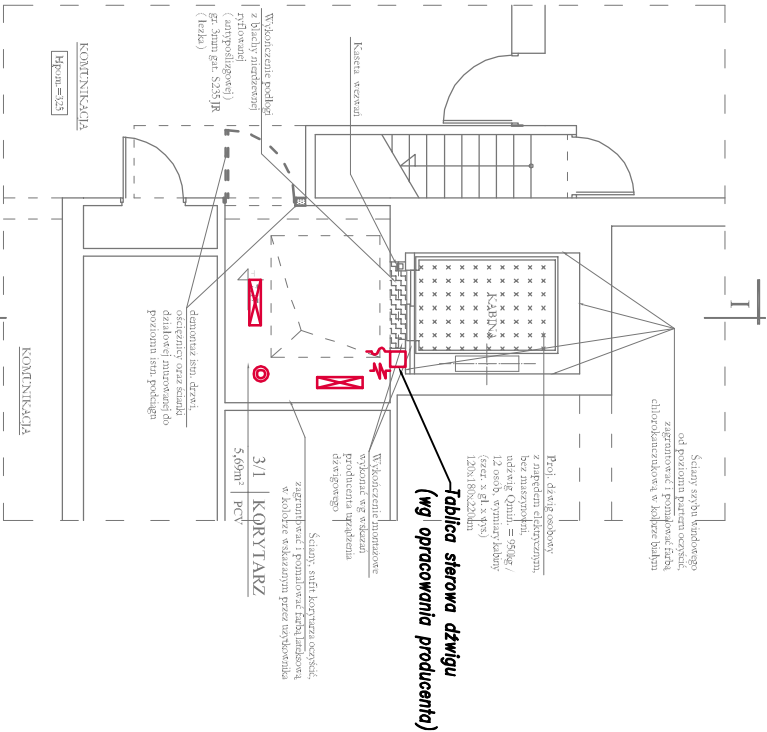 Wykończenie podłogi
z blachy nierdzewnej
ryflowanej
( antypoślizgowej )
gr. 3mm gat. S235JR
( łezka )
Kaseta wezwań
KOMUNIKACJA
Hpom.=325
KABINA
I
demontaż istn. drzwi,
ościeżnicy oraz ścianki
działowej murowanej do
poziomu istn. podciągu
KOMUNIKACJA
Ściany szybu windowego
od poziomu parteru oczyścić,
zagruntować i pomalować farbą
chlorokauczukową w kolorze białym
Proj. dźwig osobowy
z napędem elektrycznym,
bez maszynowni,
udźwig Qmin. = 950kg /
12 osób, wymiary kabiny
(szer. x gł. x wys.)
120x180x220cm
Tablica sterowa dźwigu
(wg opracowania producenta)
Wykończenie montażowe
wykonać wg wskazań
producenta urządzenia
dźwigowego
3/1 KORYTARZ
5,69m² PCV
Ściany, sufit korytarza oczyścić,
zagruntować i pomalować farbą lateksową
w kolorze wskazanym przez użytkownika